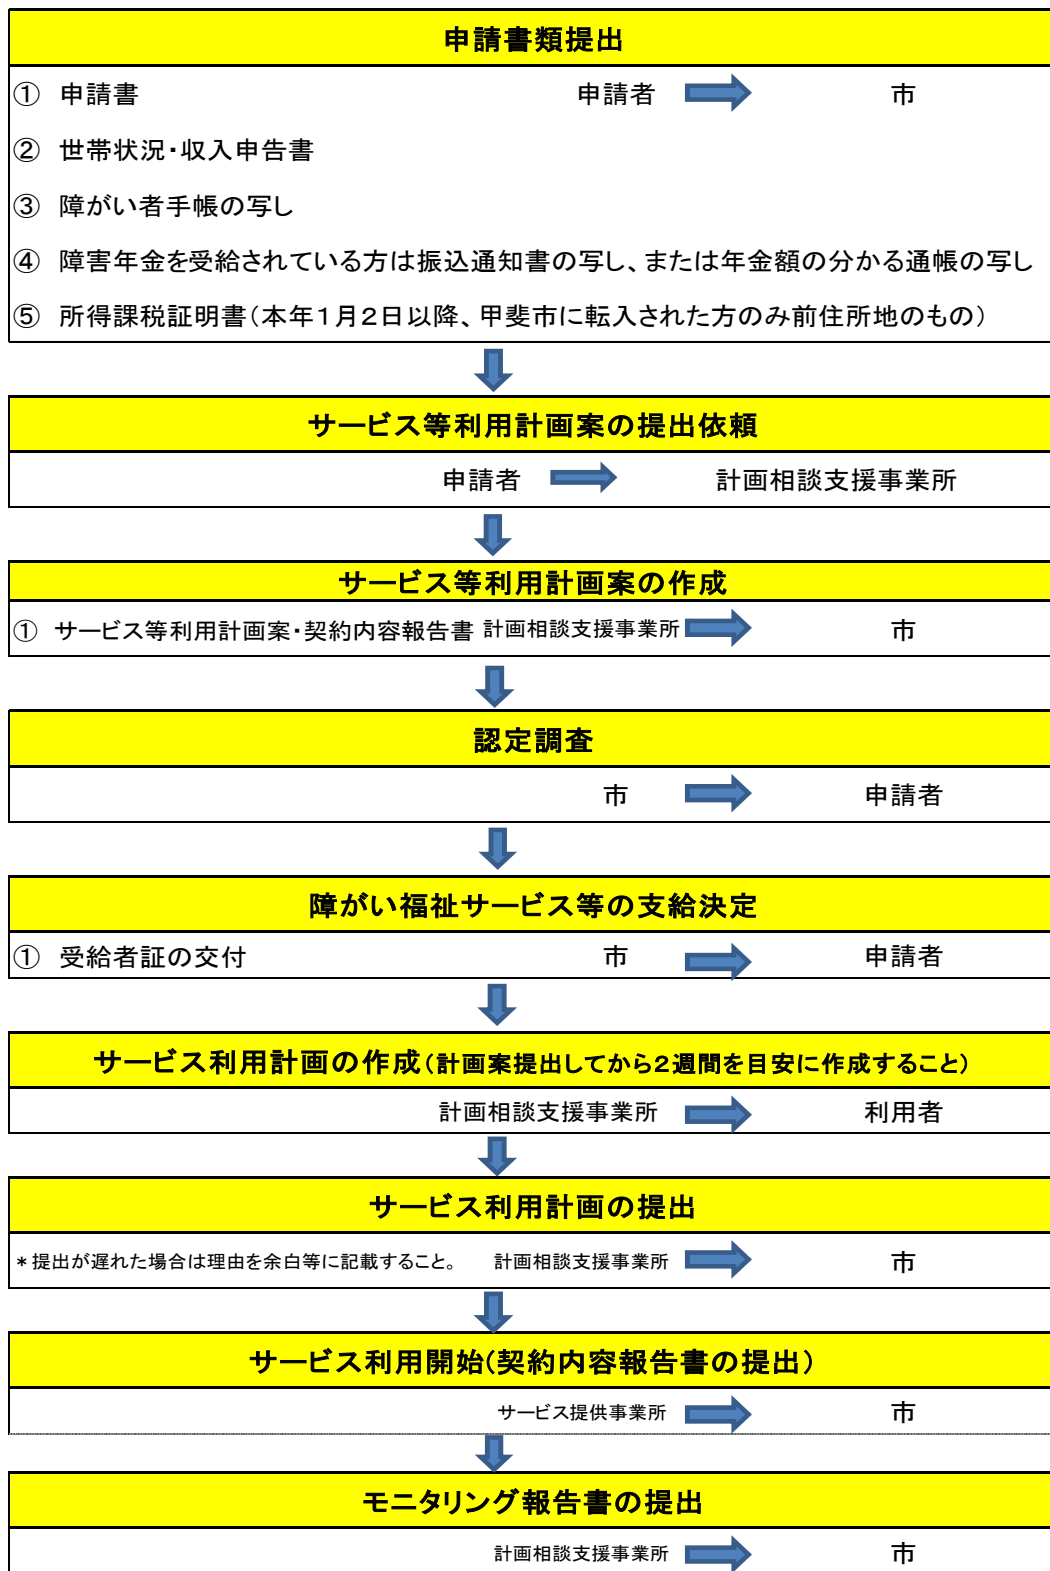 申請書類提出
① 申請書 申請者 市
② 世帯状況・収入申告書
③ 障がい者手帳の写し
④ 障害年金を受給されている方は振込通知書の写し、または年金額の分かる通帳の写し
⑤ 所得課税証明書（本年１月２日以降、甲斐市に転入された方のみ前住所地のもの）
サービス等利用計画案の提出依頼
申請者 計画相談支援事業所
サービス等利用計画案の作成
① サービス等利用計画案・契約内容報告書 計画相談支援事業所 市
認定調査
市 申請者
障がい福祉サービス等の支給決定
① 受給者証の交付 市 申請者
サービス利用計画の作成（計画案提出してから２週間を目安に作成すること）
計画相談支援事業所 利用者
サービス利用計画の提出
＊提出が遅れた場合は理由を余白等に記載すること。 計画相談支援事業所 市
サービス利用開始（契約内容報告書の提出）
サービス提供事業所 市
モニタリング報告書の提出
計画相談支援事業所 市